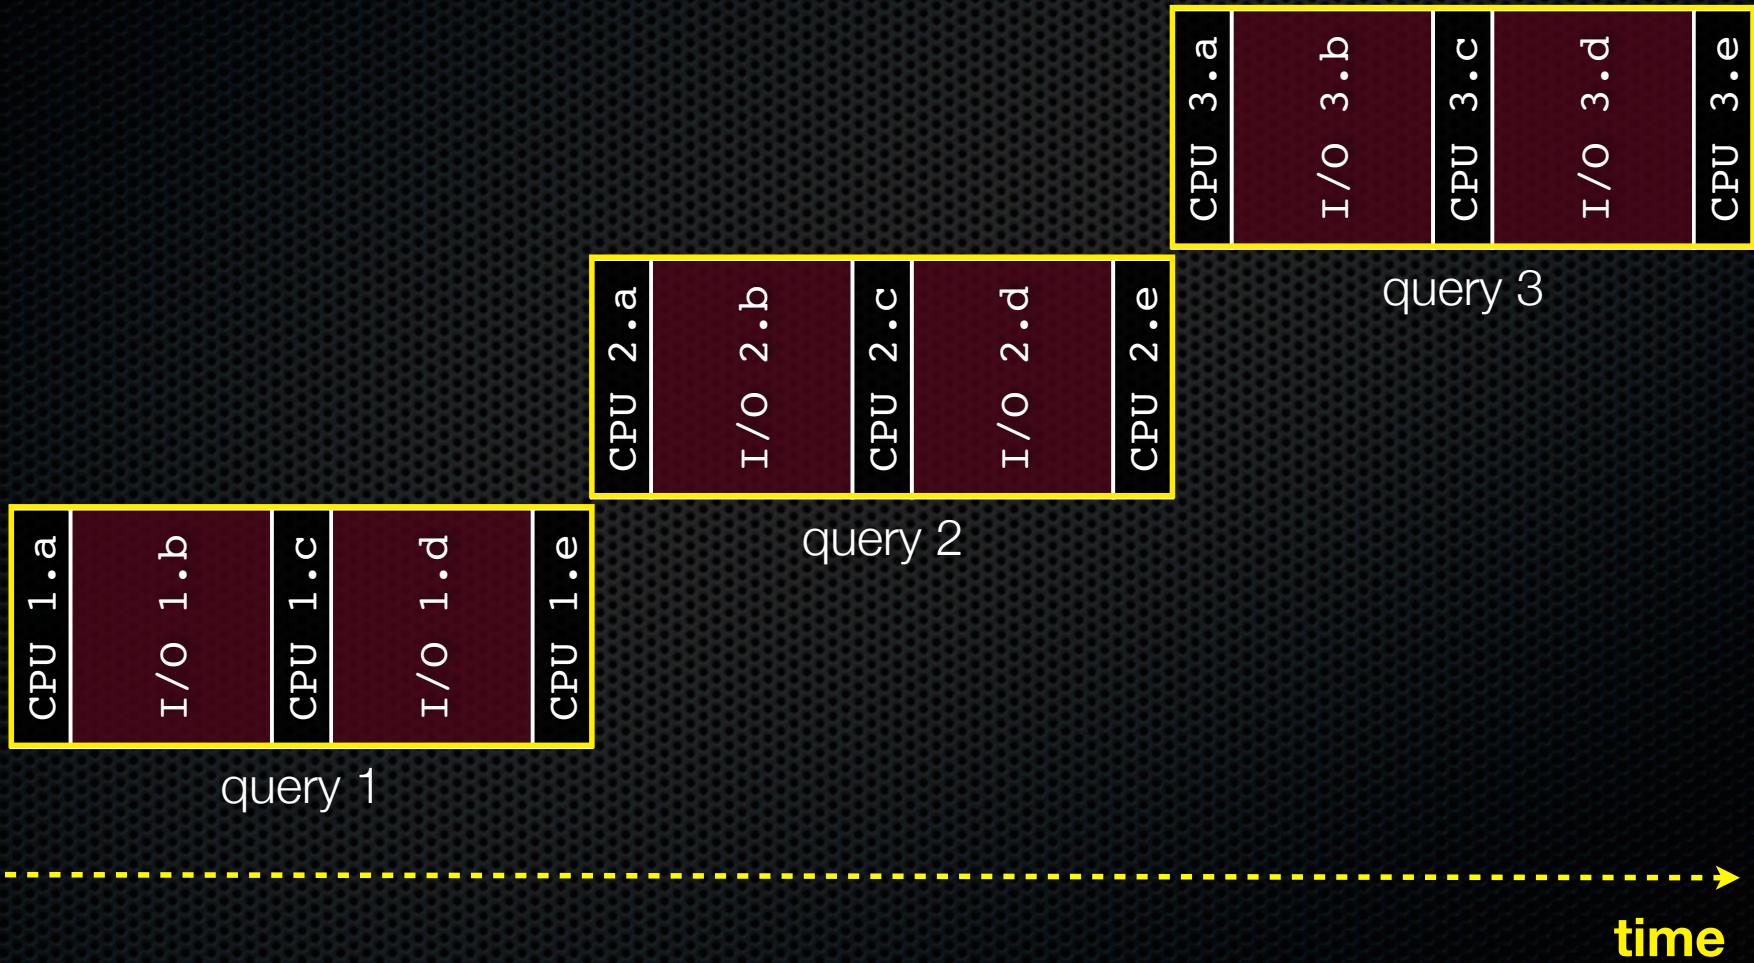 CPU 3.a
I/O 3.b
CPU 3.c
I/O 3.d
CPU 3.e
query 3
CPU 2.a
I/O 2.b
CPU 2.c
I/O 2.d
CPU 2.e
query 2
CPU 1.a
I/O 1.b
CPU 1.c
I/O 1.d
CPU 1.e
query 1
time